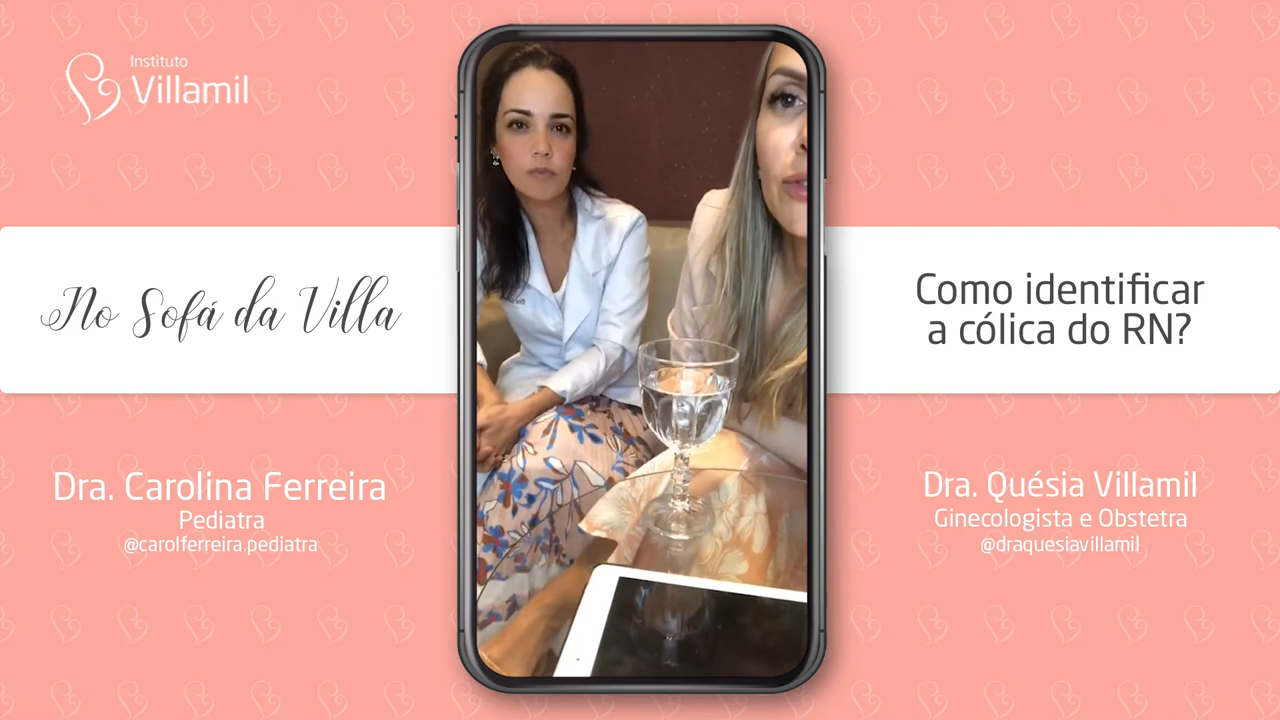 Instituto
Villamil
No Sofá da Villa
Como identificar
a cólica do RN?
Dra. Carolina Ferreira
Pediatra
@carolferreira.pediatra
Dra. Quésia Villamil
Ginecologista e Obstetra
@draquesiavillamil